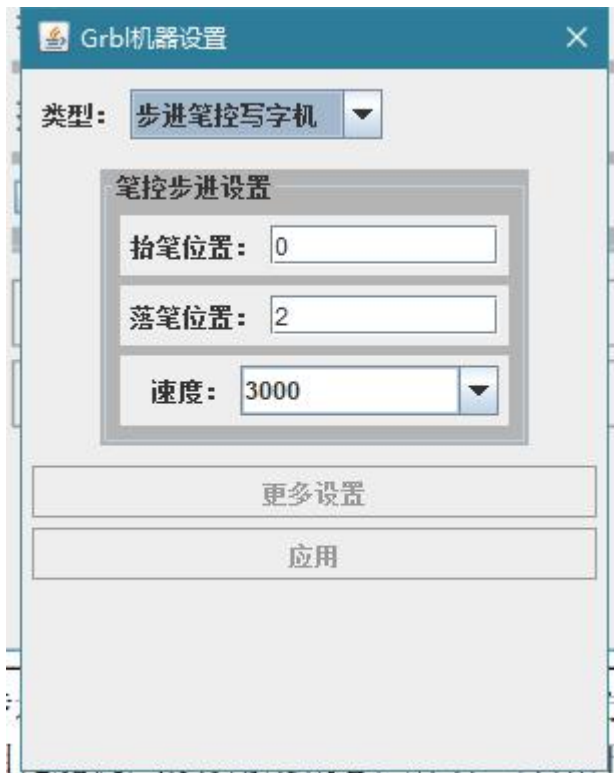 Grbl机器设置
类型： 步进笔控写字机
笔控步进设置
抬笔位置： 0
落笔位置： 2
速度： 3000
更多设置
应用